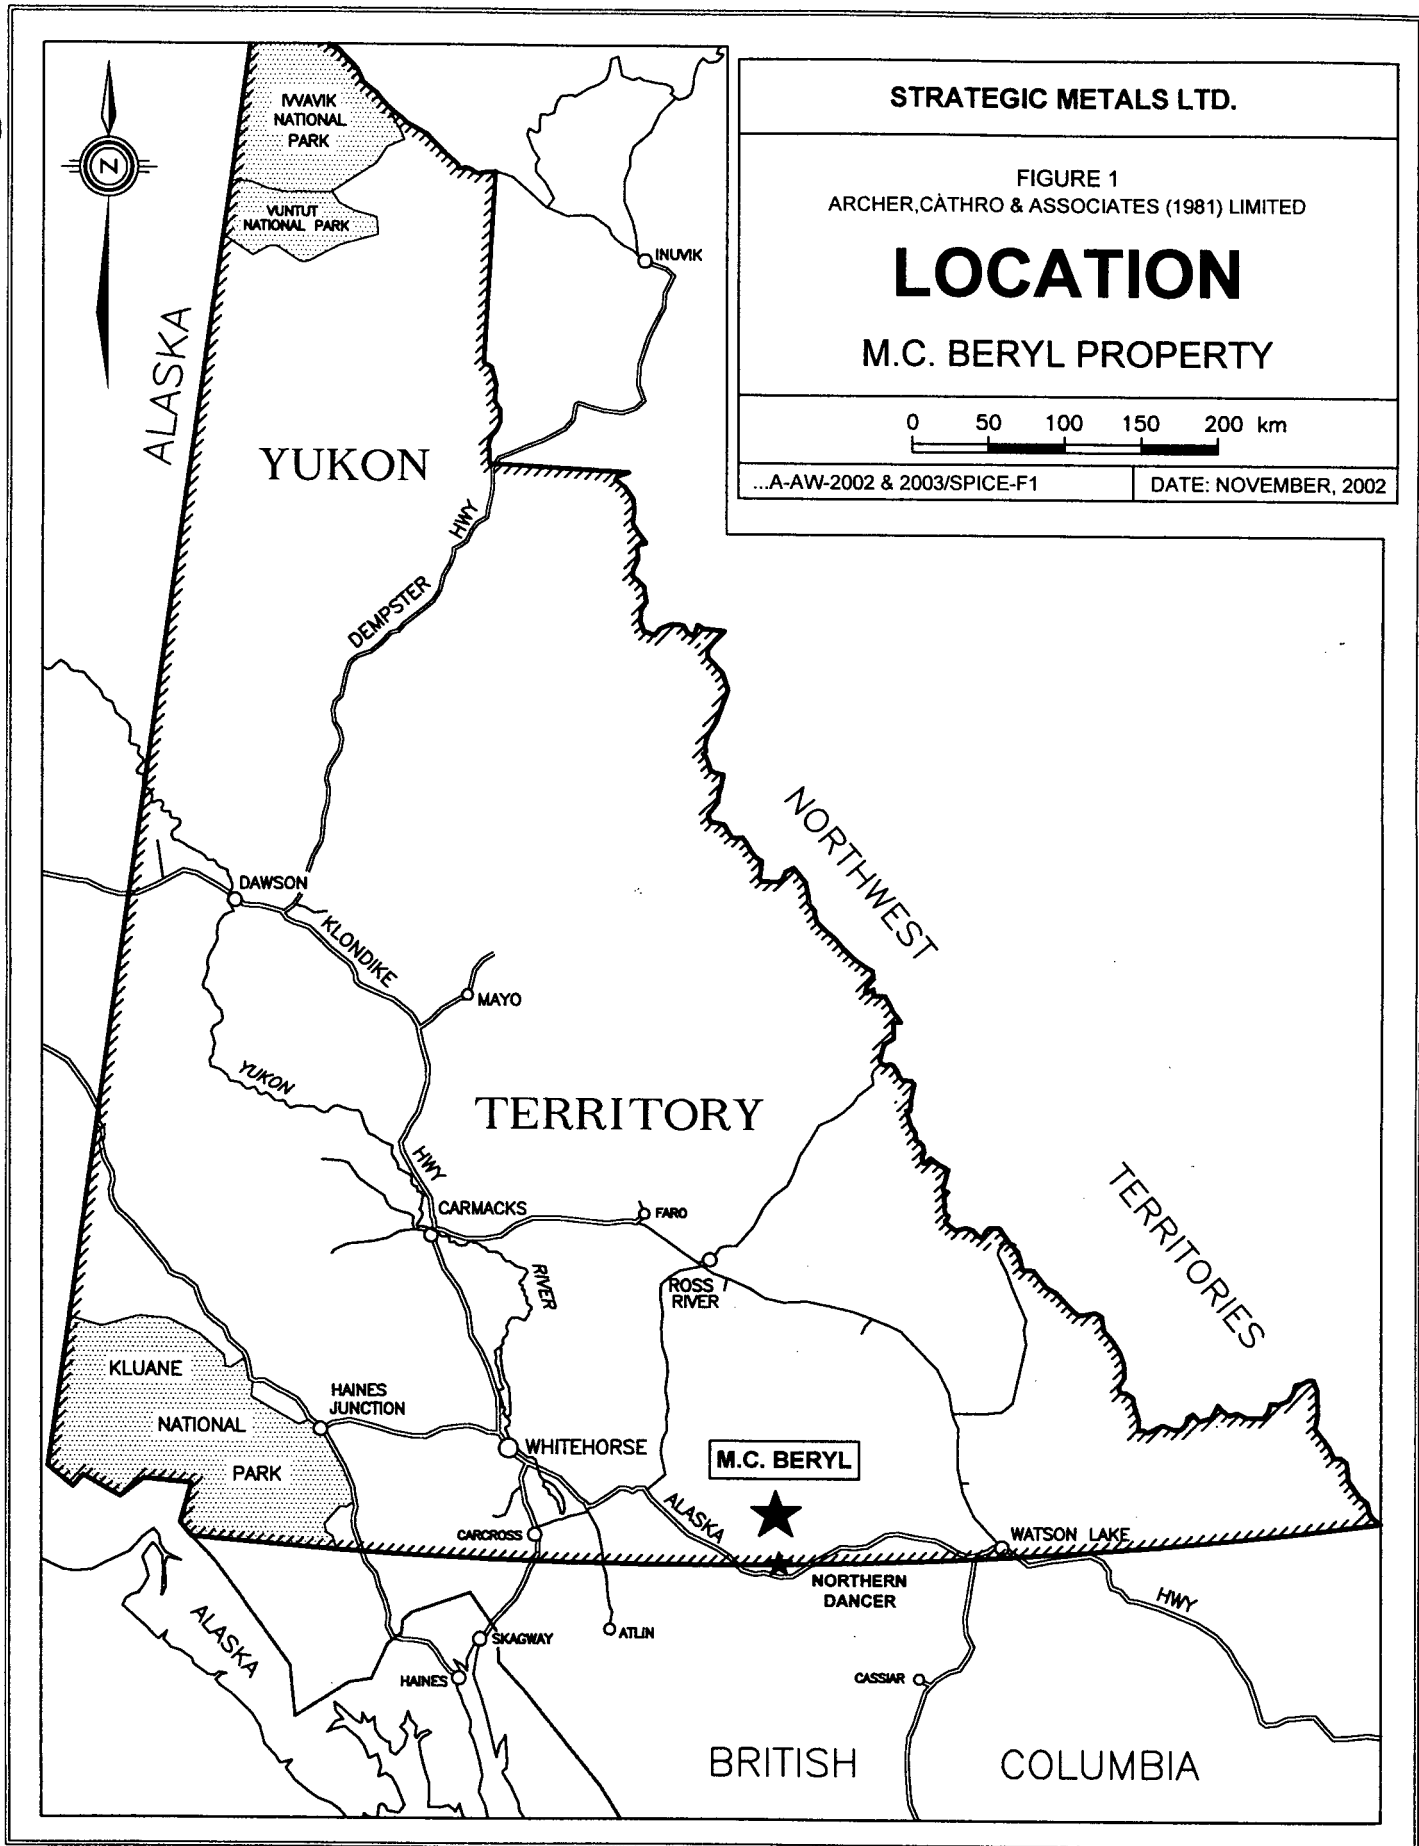 STRATEGIC METALS LTD.
FIGURE 1
ARCHER,CATHRO & ASSOCIATES (1981) LIMITED
LOCATION
M.C. BERYL PROPERTY
0 50 100 150 200 km
...A-AW-2002 & 2003/SPICE-F1
DATE: NOVEMBER, 2002
N
IVVAVIK
NATIONAL
PARK
VUNTUT
NATIONAL PARK
INUVIK
ALASKA
YUKON
DEMPSTER HWY
NORTHWEST
DAWSON
KLONDIKE
MAYO
YUKON
TERRITORY
HWY
CARMACKS
FARO
TERRITORIES
RIVER
ROSS
RIVER
KLUANE
NATIONAL
PARK
HAINES
JUNCTION
WHITEHORSE
M.C. BERYL
ALASKA
CARCROSS
WATSON LAKE
NORTHERN
DANCER
HWY
ALASKA
SKAGWAY
ATLIN
HAINES
CASSIAR
BRITISH COLUMBIA